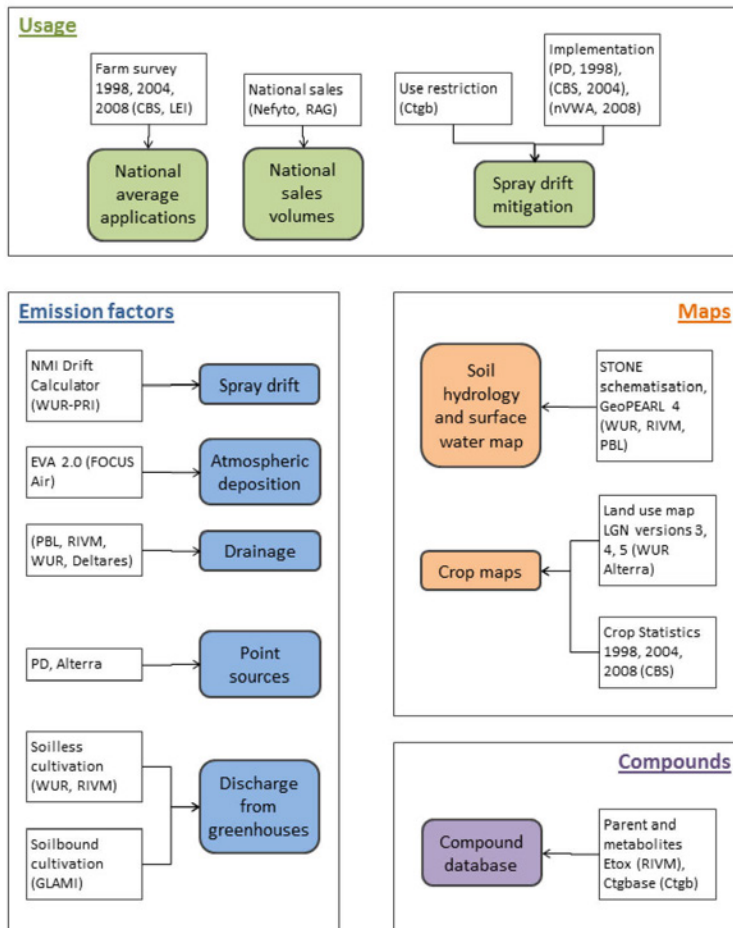 Usage
Farm survey
1998, 2004,
2008 (CBS, LEI)
National
average
applications
National sales
(Nefyto, RAG)
National
sales
volumes
Use restriction
(Ctgb)
Implementation
(PD, 1998),
(CBS, 2004),
(nVWA, 2008)
Spray drift
mitigation
Emission factors
NMI Drift
Calculator
(WUR-PRI)
Spray drift
EVA 2.0 (FOCUS
Air)
Atmospheric
deposition
(PBL, RIVM,
WUR, Deltares)
Drainage
PD, Alterra
Point
sources
Soilless
cultivation
(WUR, RIVM)
Soilbound
cultivation
(GLAMI)
Discharge
from
greenhouses
Maps
Soil
hydrology
and surface
water map
STONE
schematisation,
GeoPEARL 4
(WUR, RIVM,
PBL)
Crop maps
Land use map
LGN versions 3,
4, 5 (WUR
Alterra)
Crop Statistics
1998, 2004,
2008 (CBS)
Compounds
Compound
database
Parent and
metabolites
Etox (RIVM),
Ctgbase (Ctgb)